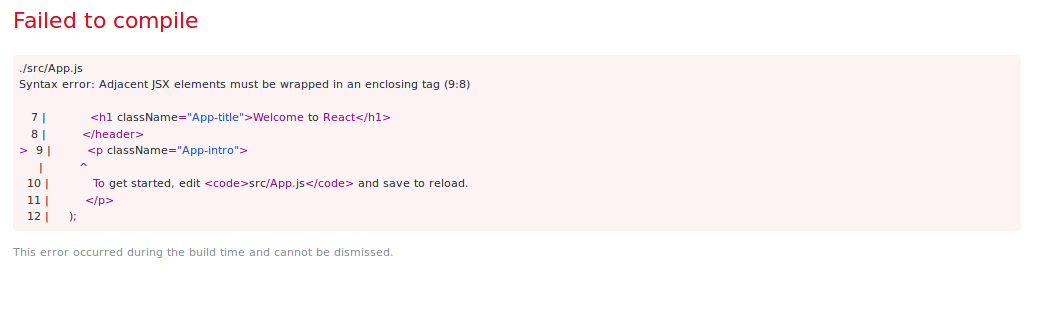 Failed to compile
./src/App.js
Syntax error: Adjacent JSX elements must be wrapped in an enclosing tag (9:8)
7 | <h1 className="App-title">Welcome to React</h1>
8 | </header>
> 9 | <p className="App-intro">
| ^
10 | To get started, edit <code>src/App.js</code> and save to reload.
11 | </p>
12 | );
This error occurred during the build time and cannot be dismissed.